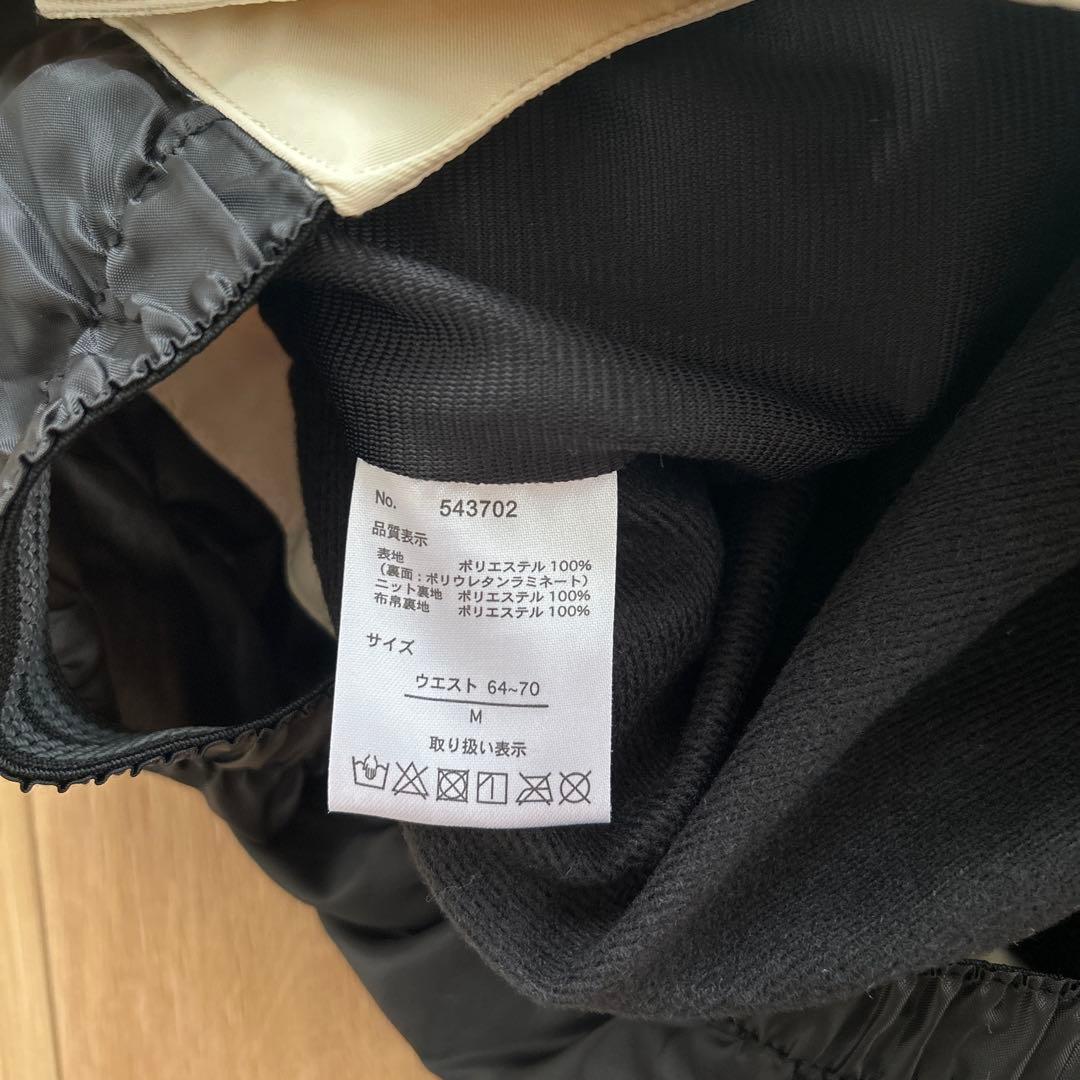 No. 543702
品質表示
表地 ポリエステル 100%
（裏面：ポリウレタンラミネート）
ニット裏地 ポリエステル 100%
布帛裏地 ポリエステル 100%
サイズ
ウエスト 64~70
M
取り扱い表示